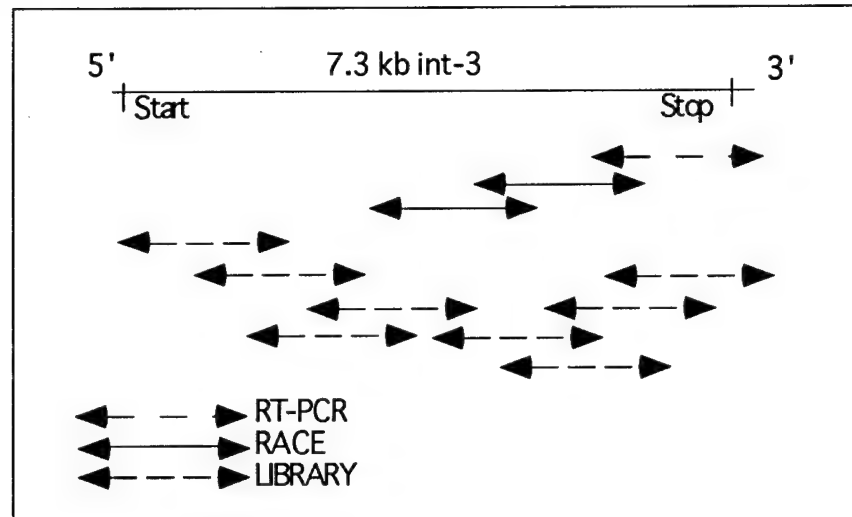 5' 7.3 kb int-3 3'
Start Stop
RT-PCR
RACE
LIBRARY